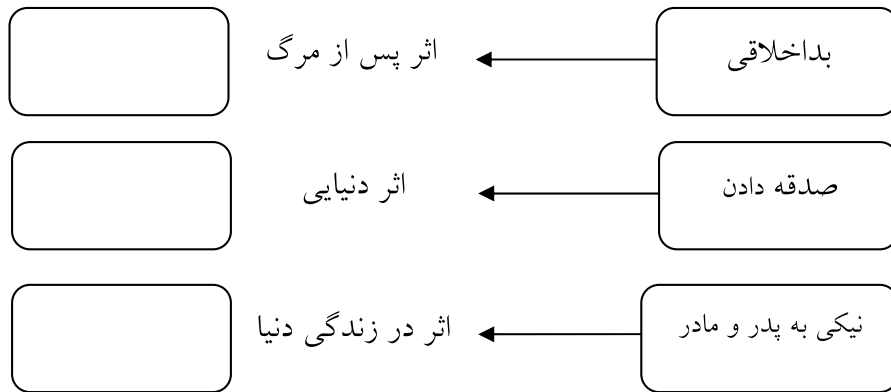 بداخلاقی
اثر پس از مرگ
صدقه دادن
اثر دنیایی
نیکی به پدر و مادر
اثر در زندگی دنیا